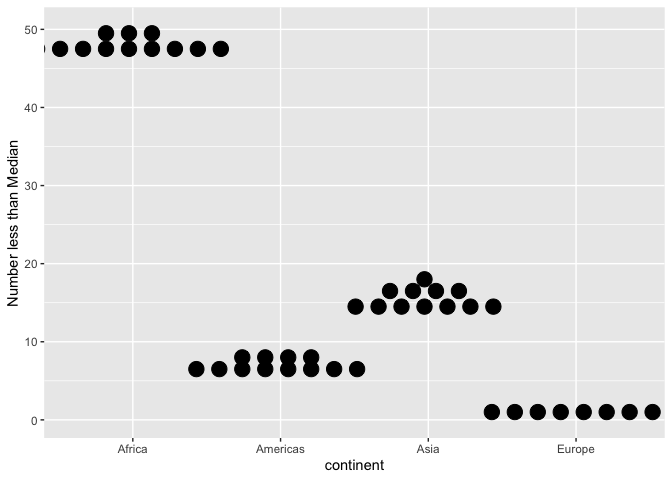 Number less than Median
50
40
30
20
10
0
Africa
Americas
Asia
Europe
continent